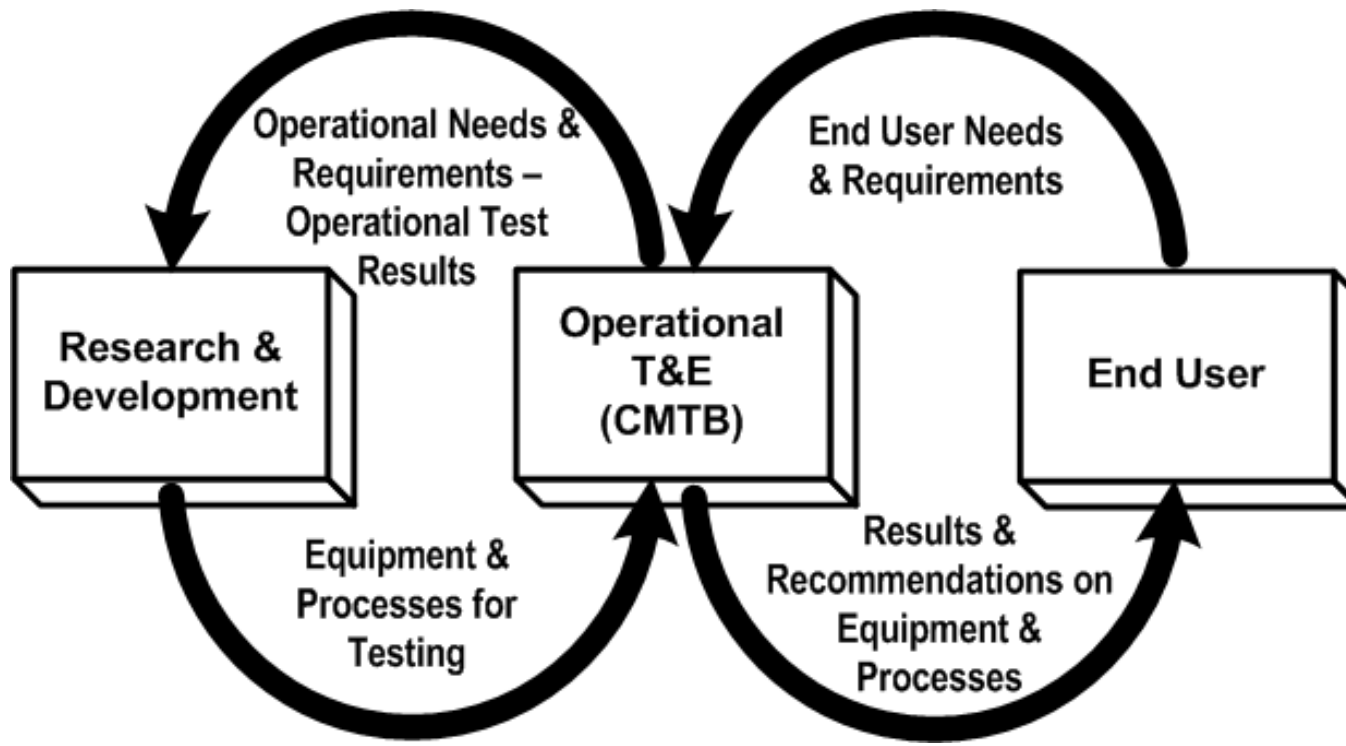 Operational Needs &
Requirements –
Operational Test
Results
End User Needs
& Requirements
Research &
Development
Operational
T&E
(CMTB)
End User
Equipment &
Processes for
Testing
Results &
Recommendations on
Equipment &
Processes